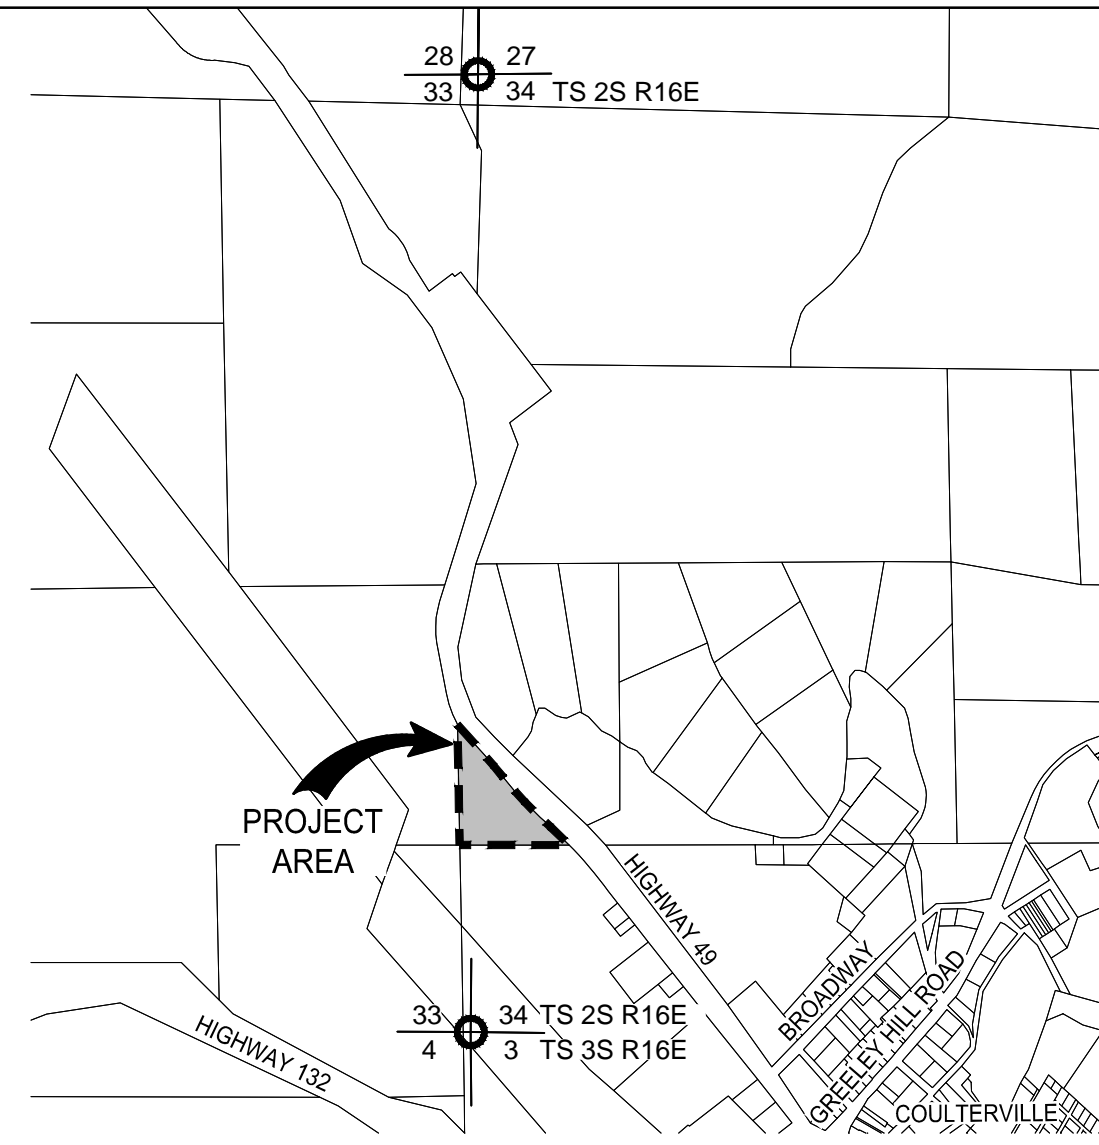 28 27
33 34 TS 2S R16E
PROJECT
AREA
HIGHWAY 49
BROADWAY
GREELEY HILL ROAD
33 34 TS 2S R16E
4 3 TS 3S R16E
HIGHWAY 132
COULTERVILLE